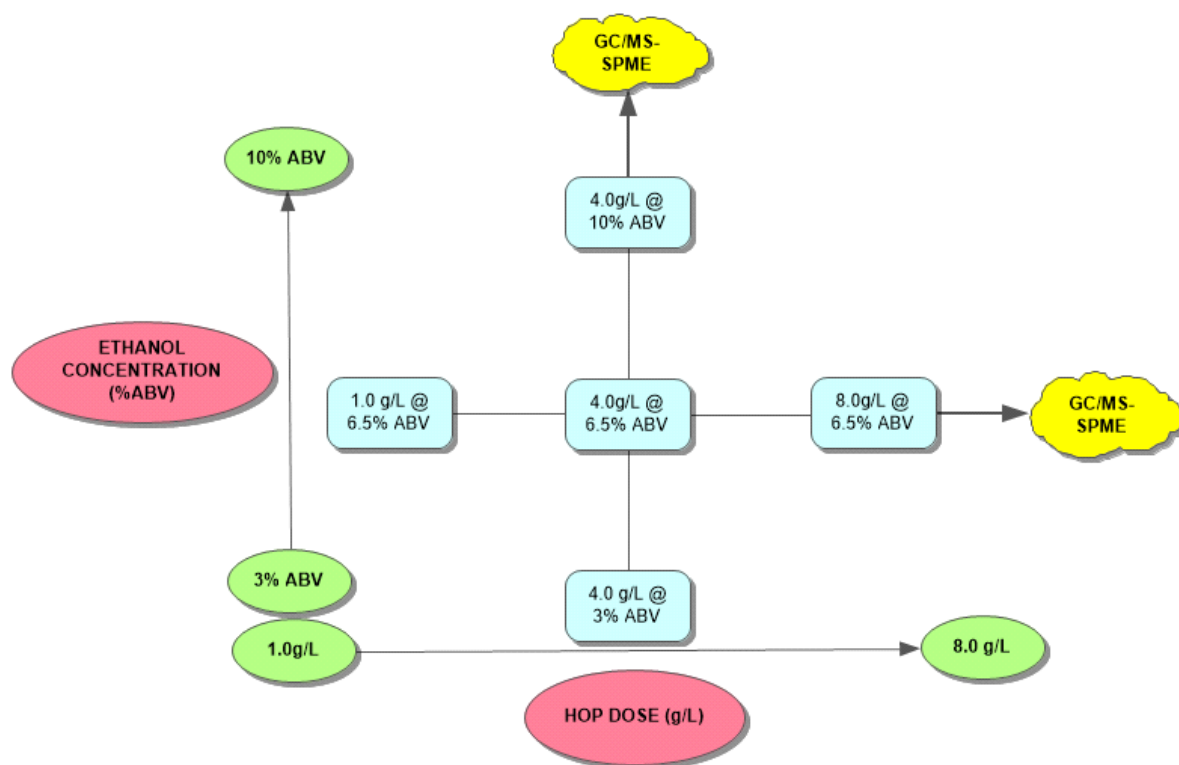 GC/MS-
SPME
10% ABV
4.0g/L @
10% ABV
ETHANOL
CONCENTRATION
(%ABV)
1.0 g/L @
6.5% ABV
4.0g/L @
6.5% ABV
8.0g/L @
6.5% ABV
GC/MS-
SPME
3% ABV
4.0 g/L @
3% ABV
1.0g/L
8.0 g/L
HOP DOSE (g/L)